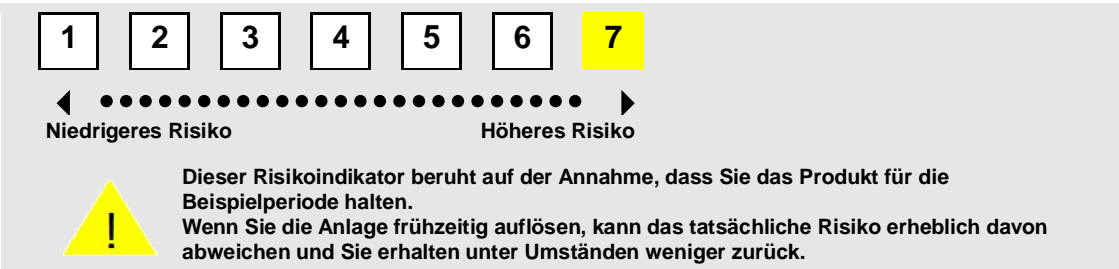 1 2 3 4 5 6 7
Niedrigeres Risiko Höheres Risiko
Dieser Risikoindikator beruht auf der Annahme, dass Sie das Produkt für die
Beispielperiode halten.
Wenn Sie die Anlage frühzeitig auflösen, kann das tatsächliche Risiko erheblich davon
abweichen und Sie erhalten unter Umständen weniger zurück.
!